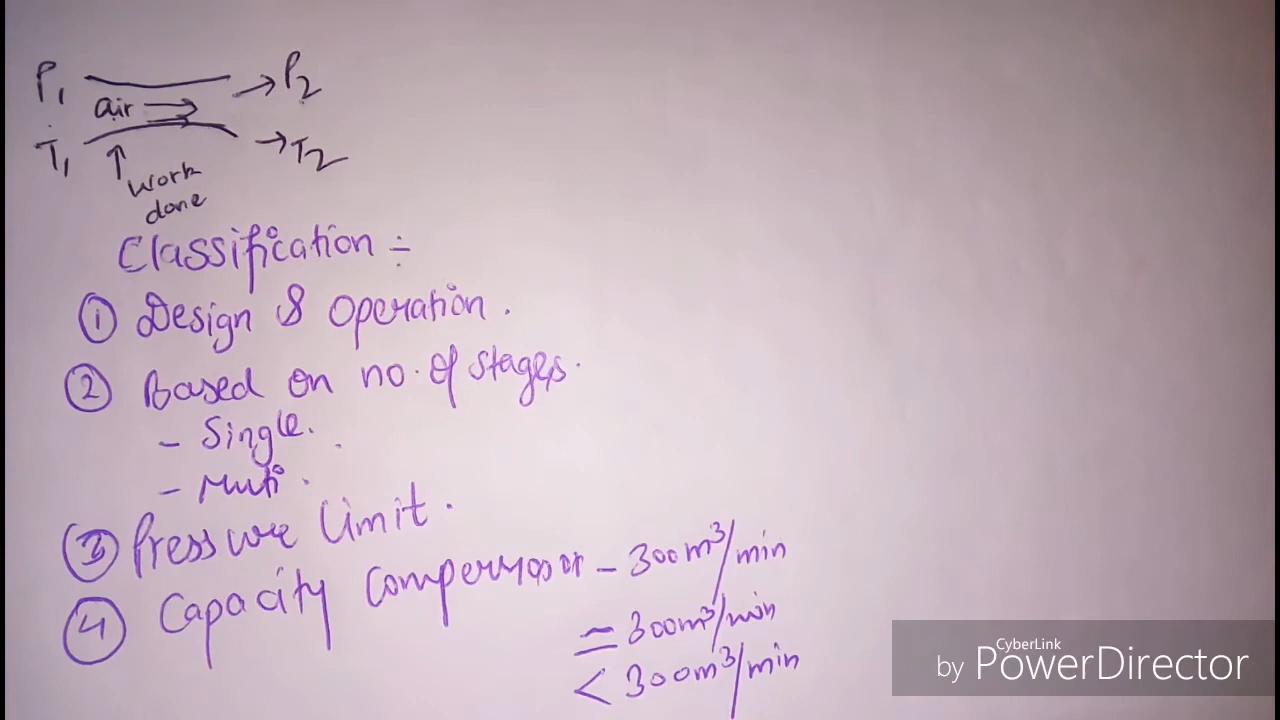 P1 → P2
air
T1 → T2
work
done
Classification ÷
① Design & operation.
② Based on no. of stages.
- Single.
- Multi.
③ Pressure limit.
④ Capacity compressor - 300m³/min
= 300m³/min
< 300m³/min
CyberLink
by PowerDirector